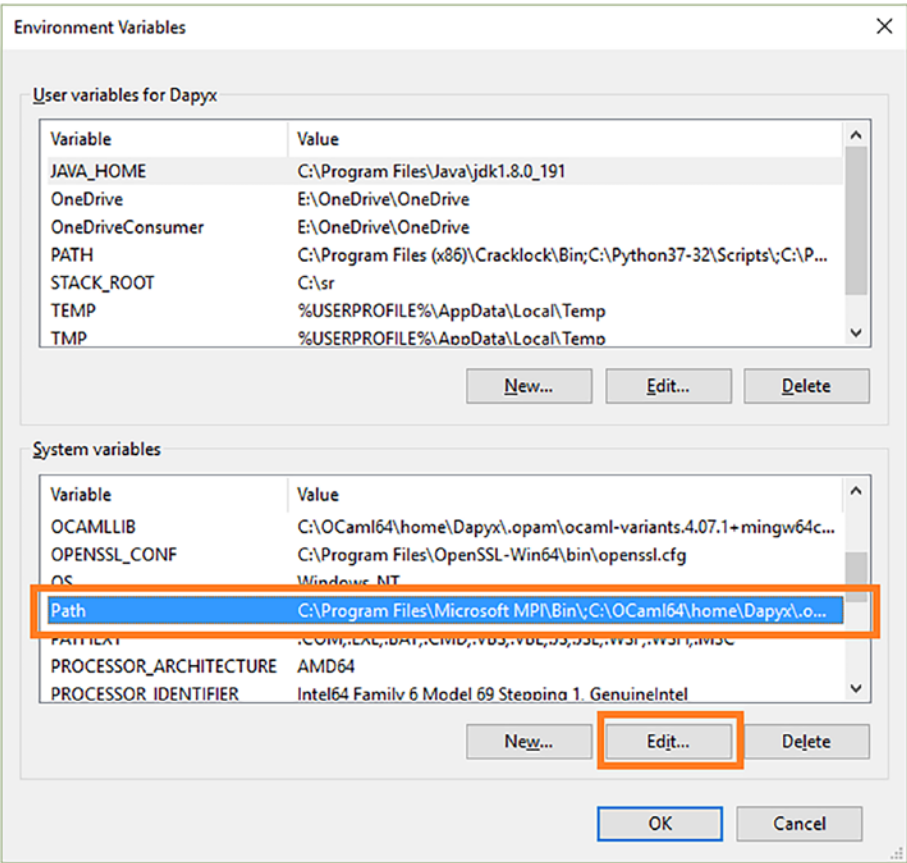 Environment Variables
User variables for Dapyx
Variable Value
JAVA_HOME C:\Program Files\Java\jdk1.8.0_191
OneDrive E:\OneDrive\OneDrive
OneDriveConsumer E:\OneDrive\OneDrive
PATH C:\Program Files (x86)\Cracklock\Bin;C:\Python37-32\Scripts\;C:\P...
STACK_ROOT C:\sr
TEMP %USERPROFILE%\AppData\Local\Temp
TMP %USERPROFILE%\AppData\Local\Temp
New... Edit... Delete
System variables
Variable Value
OCAMLLIB C:\OCaml64\home\Dapyx\.opam\ocaml-variants.4.07.1+mingw64c...
OPENSSL_CONF C:\Program Files\OpenSSL-Win64\bin\openssl.cfg
OS Windows_NT
Path C:\Program Files\Microsoft MPI\Bin\;C:\OCaml64\home\Dapyx\.o...
PATHEXT .COM;.EXE;.BAT;.CMD;.VBS;.VBE;.JS;.JSE;.WSF;.WSH;.MSC
PROCESSOR_ARCHITECTURE AMD64
PROCESSOR_IDENTIFIER Intel64 Family 6 Model 69 Stepping 1, GenuineIntel
New... Edit... Delete
OK Cancel